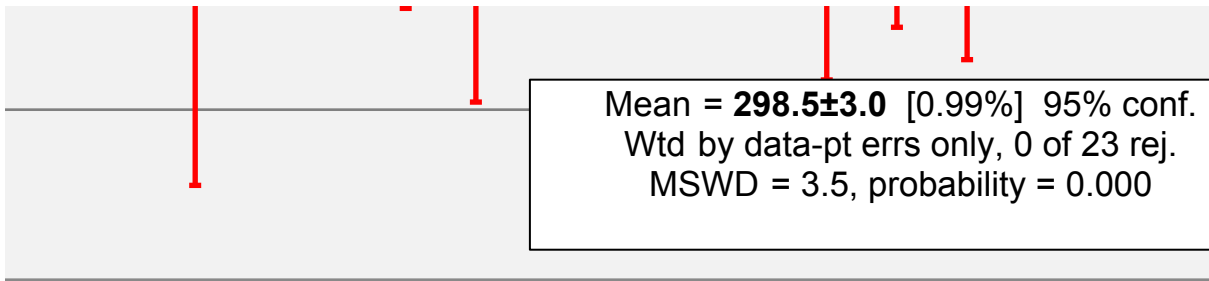 Mean = 298.5±3.0 [0.99%] 95% conf.
Wtd by data-pt errs only, 0 of 23 rej.
MSWD = 3.5, probability = 0.000